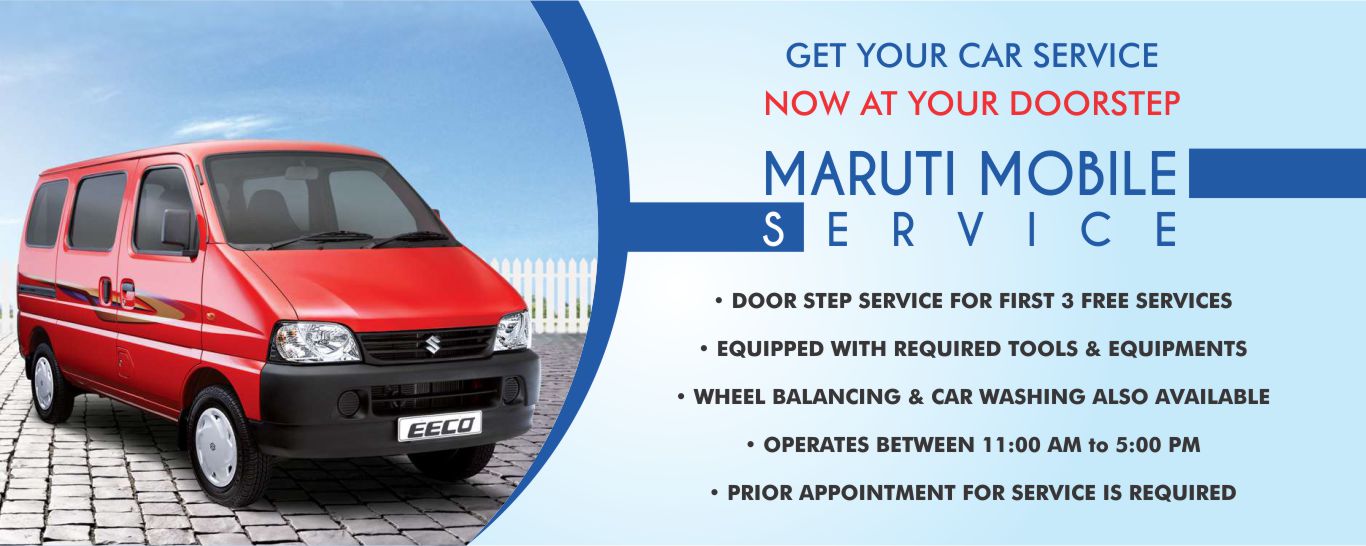 GET YOUR CAR SERVICE
NOW AT YOUR DOORSTEP
MARUTI MOBILE
SERVICE
• DOOR STEP SERVICE FOR FIRST 3 FREE SERVICES
• EQUIPPED WITH REQUIRED TOOLS & EQUIPMENTS
• WHEEL BALANCING & CAR WASHING ALSO AVAILABLE
• OPERATES BETWEEN 11:00 AM to 5:00 PM
• PRIOR APPOINTMENT FOR SERVICE IS REQUIRED
EECO